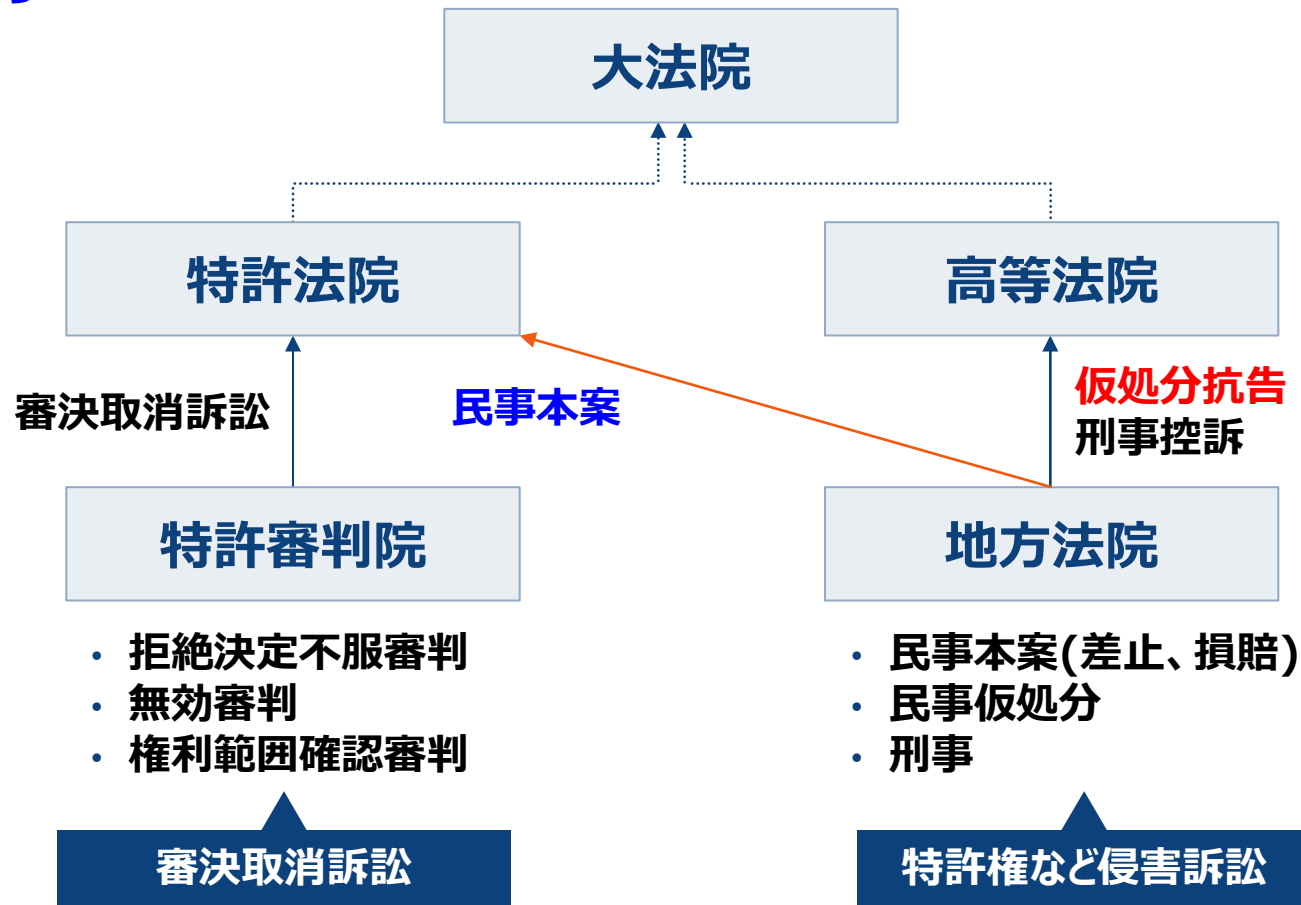 大法院
特許法院
高等法院
審決取消訴訟
民事本案
仮処分抗告
刑事控訴
特許審判院
地方法院
・ 拒絶決定不服審判
・ 無効審判
・ 権利範囲確認審判
・ 民事本案(差止、損賠)
・ 民事仮処分
・ 刑事
審決取消訴訟
特許権など侵害訴訟